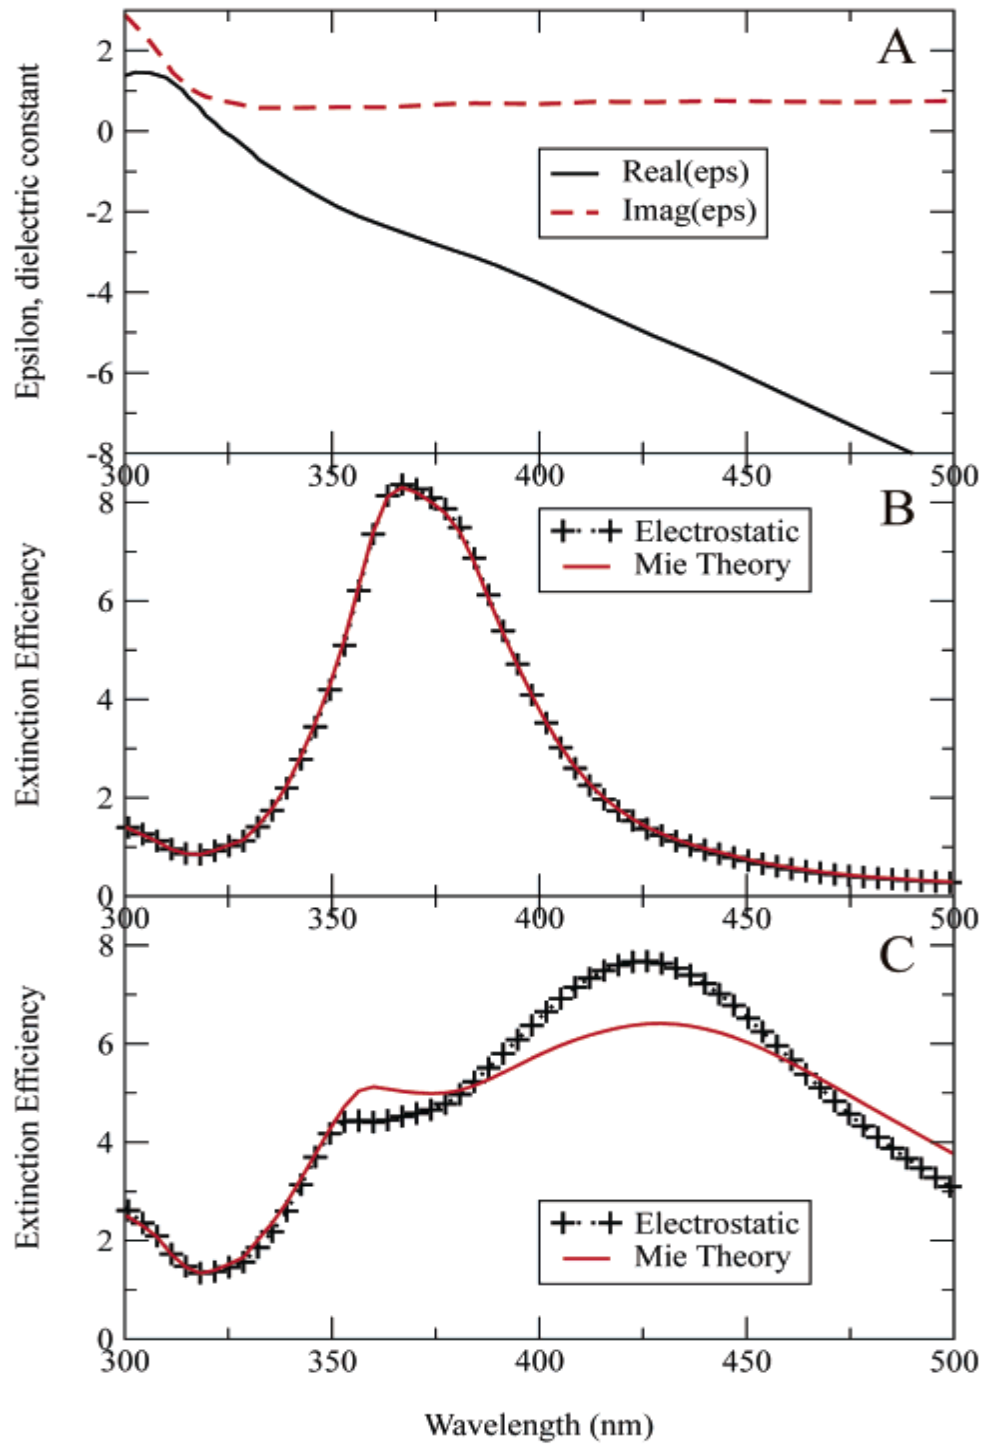 A
Epsilon, dielectric constant
2
0
-2
-4
-6
-8
Real(eps)
Imag(eps)
300
350
400
450
500
B
Extinction Efficiency
8
6
4
2
0
Electrostatic
Mie Theory
300
350
400
450
500
C
Extinction Efficiency
8
6
4
2
0
Electrostatic
Mie Theory
300
350
400
450
500
Wavelength (nm)